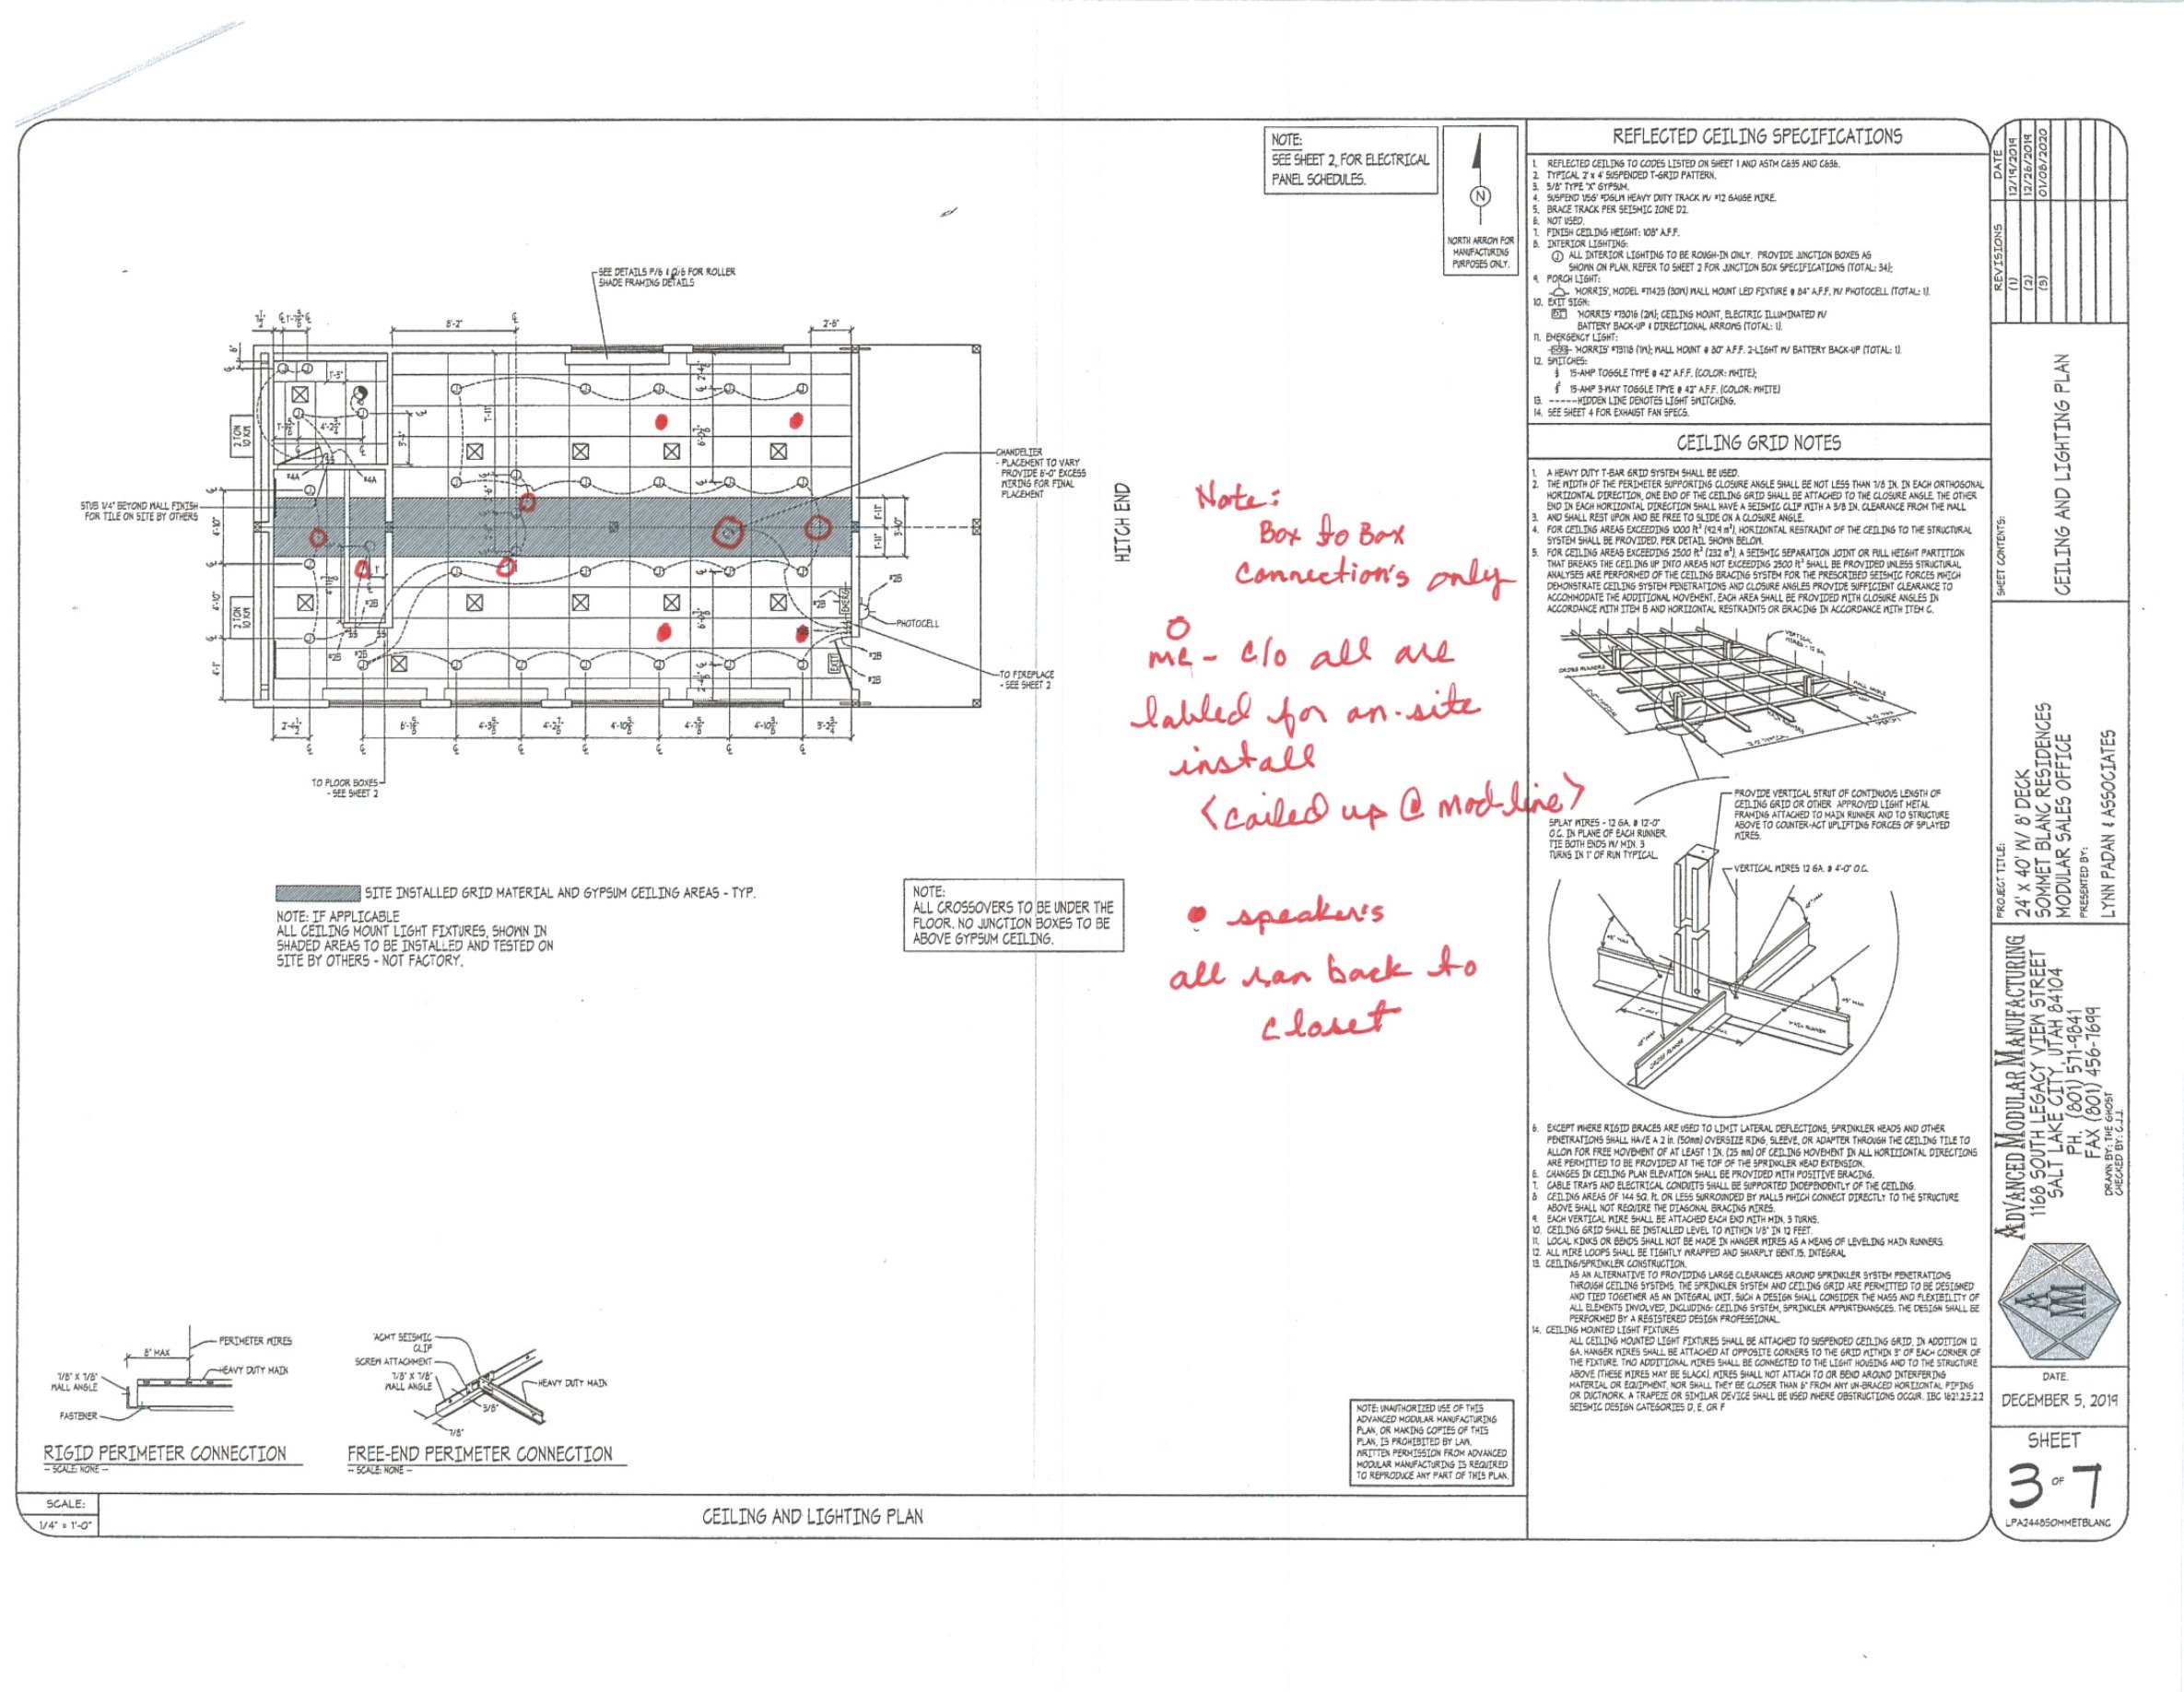 NOTE:
SEE SHEET 2, FOR ELECTRICAL
PANEL SCHEDULES.
N
NORTH ARROW FOR
MANUFACTURING
PURPOSES ONLY.
SEE DETAILS P/6 & Q/6 FOR ROLLER
SHADE FRAMING DETAILS
8'-2"
2'-8"
2 TON
10 KW
STUB 1/4" BEYOND WALL FINISH
FOR TILE ON SITE BY OTHERS
CHANDELIER
- PLACEMENT TO VARY
PROVIDE 6'-0" EXCESS
WIRING FOR FINAL
PLACEMENT
HITCH END
2 TON
10 KW
PHOTOCELL
EXIT
TO FIREPLACE
- SEE SHEET 2
TO FLOOR BOXES
- SEE SHEET 2
Note:
Box to Box
Connection's only
mc - c/o all are
labled for on-site
install
<coiled up @ mod-line>
speaker's
all ran back to
closet
SITE INSTALLED GRID MATERIAL AND GYPSUM CEILING AREAS - TYP.
NOTE: IF APPLICABLE
ALL CEILING MOUNT LIGHT FIXTURES, SHOWN IN
SHADED AREAS TO BE INSTALLED AND TESTED ON
SITE BY OTHERS - NOT FACTORY.
NOTE:
ALL CROSSOVERS TO BE UNDER THE
FLOOR. NO JUNCTION BOXES TO BE
ABOVE GYPSUM CEILING.
8" MAX
PERIMETER WIRES
HEAVY DUTY MAIN
7/8" X 7/8"
WALL ANGLE
FASTENER
RIGID PERIMETER CONNECTION
-- SCALE: NONE --
'ACM7 SEISMIC
CLIP
SCREW ATTACHMENT
7/8" X 7/8"
WALL ANGLE
HEAVY DUTY MAIN
3/8"
7/8"
FREE-END PERIMETER CONNECTION
-- SCALE: NONE --
NOTE: UNAUTHORIZED USE OF THIS
ADVANCED MODULAR MANUFACTURING
PLAN, OR MAKING COPIES OF THIS
PLAN, IS PROHIBITED BY LAW.
WRITTEN PERMISSION FROM ADVANCED
MODULAR MANUFACTURING IS REQUIRED
TO REPRODUCE ANY PART OF THIS PLAN.
SCALE:
1/4" = 1'-0"
CEILING AND LIGHTING PLAN
REFLECTED CEILING SPECIFICATIONS
1. REFLECTED CEILING TO CODES LISTED ON SHEET 1 AND ASTM C635 AND C636.
2. TYPICAL 2' x 4' SUSPENDED T-GRID PATTERN.
3. 5/8" TYPE "X" GYPSUM.
4. SUSPEND 'USG' #DGLW HEAVY DUTY TRACK W/ #12 GAUGE WIRE.
5. BRACE TRACK PER SEISMIC ZONE D2.
6. NOT USED.
7. FINISH CEILING HEIGHT: 108" A.F.F.
8. INTERIOR LIGHTING:
ALL INTERIOR LIGHTING TO BE ROUGH-IN ONLY. PROVIDE JUNCTION BOXES AS
SHOWN ON PLAN, REFER TO SHEET 2 FOR JUNCTION BOX SPECIFICATIONS (TOTAL: 34);
9. PORCH LIGHT:
'MORRIS', MODEL #71423 (30W) WALL MOUNT LED FIXTURE @ 84" A.F.F. W/ PHOTOCELL (TOTAL: 1).
10. EXIT SIGN:
'MORRIS' #73016 (2W); CEILING MOUNT, ELECTRIC ILLUMINATED W/
BATTERY BACK-UP & DIRECTIONAL ARROWS (TOTAL: 1).
11. EMERGENCY LIGHT:
'MORRIS' #73118 (1W); WALL MOUNT @ 80" A.F.F. 2-LIGHT W/ BATTERY BACK-UP (TOTAL: 1).
12. SWITCHES:
15-AMP TOGGLE TYPE @ 42" A.F.F. (COLOR: WHITE);
15-AMP 3-WAY TOGGLE TPYE @ 42" A.F.F. (COLOR: WHITE)
13. -----HIDDEN LINE DENOTES LIGHT SWITCHING.
14. SEE SHEET 4 FOR EXHAUST FAN SPECS.
CEILING GRID NOTES
1. A HEAVY DUTY T-BAR GRID SYSTEM SHALL BE USED.
2. THE WIDTH OF THE PERIMETER SUPPORTING CLOSURE ANGLE SHALL BE NOT LESS THAN 7/8 IN. IN EACH ORTHOGONAL
HORIZONTAL DIRECTION, ONE END OF THE CEILING GRID SHALL BE ATTACHED TO THE CLOSURE ANGLE. THE OTHER
END IN EACH HORIZONTAL DIRECTION SHALL HAVE A SEISMIC CLIP WITH A 3/8 IN. CLEARANCE FROM THE WALL
3. AND SHALL REST UPON AND BE FREE TO SLIDE ON A CLOSURE ANGLE.
4. FOR CEILING AREAS EXCEEDING 1000 ft² (92.9 m²), HORIZONTAL RESTRAINT OF THE CEILING TO THE STRUCTURAL
SYSTEM SHALL BE PROVIDED, PER DETAIL SHOWN BELOW.
5. FOR CEILING AREAS EXCEEDING 2500 ft² (232 m²), A SEISMIC SEPARATION JOINT OR FULL HEIGHT PARTITION
THAT BREAKS THE CEILING UP INTO AREAS NOT EXCEEDING 2500 ft² SHALL BE PROVIDED UNLESS STRUCTURAL
ANALYSES ARE PERFORMED OF THE CEILING BRACING SYSTEM FOR THE PRESCRIBED SEISMIC FORCES WHICH
DEMONSTRATE CEILING SYSTEM PENETRATIONS AND CLOSURE ANGLES PROVIDE SUFFICIENT CLEARANCE TO
ACCOMMODATE THE ADDITIONAL MOVEMENT. EACH AREA SHALL BE PROVIDED WITH CLOSURE ANGLES IN
ACCORDANCE WITH ITEM B AND HORIZONTAL RESTRAINTS OR BRACING IN ACCORDANCE WITH ITEM C.
SPLAY WIRES - 12 GA. @ 12'-0"
O.C. IN PLANE OF EACH RUNNER.
TIE BOTH ENDS W/ MIN. 3
TURNS IN 1" OF RUN TYPICAL.
PROVIDE VERTICAL STRUT OF CONTINUOUS LENGTH OF
CEILING GRID OR OTHER APPROVED LIGHT METAL
FRAMING ATTACHED TO MAIN RUNNER AND TO STRUCTURE
ABOVE TO COUNTER-ACT UPLIFTING FORCES OF SPLAYED
WIRES.
VERTICAL WIRES 12 GA. @ 4'-0" O.C.
MAIN RUNNER
CROSS RUNNER
6. EXCEPT WHERE RIGID BRACES ARE USED TO LIMIT LATERAL DEFLECTIONS, SPRINKLER HEADS AND OTHER
PENETRATIONS SHALL HAVE A 2 in. (50mm) OVERSIZE RING, SLEEVE, OR ADAPTER THROUGH THE CEILING TILE TO
ALLOW FOR FREE MOVEMENT OF AT LEAST 1 IN. (25 mm) OF CEILING MOVEMENT IN ALL HORIZIONTAL DIRECTIONS
ARE PERMITTED TO BE PROVIDED AT THE TOP OF THE SPRINKLER HEAD EXTENSION.
6. CHANGES IN CEILING PLAN ELEVATION SHALL BE PROVIDED WITH POSITIVE BRACING.
7. CABLE TRAYS AND ELECTRICAL CONDUITS SHALL BE SUPPORTED INDEPENDENTLY OF THE CEILING.
8 CEILING AREAS OF 144 SQ. ft. OR LESS SURROUNDED BY WALLS WHICH CONNECT DIRECTLY TO THE STRUCTURE
ABOVE SHALL NOT REQUIRE THE DIAGONAL BRACING WIRES.
9. EACH VERTICAL WIRE SHALL BE ATTACHED EACH END WITH MIN. 3 TURNS.
10. CEILING GRID SHALL BE INSTALLED LEVEL TO WITHIN 1/8" IN 12 FEET.
11. LOCAL KINKS OR BENDS SHALL NOT BE MADE IN HANGER WIRES AS A MEANS OF LEVELING MAIN RUNNERS.
12. ALL WIRE LOOPS SHALL BE TIGHTLY WRAPPED AND SHARPLY BENT.15. INTEGRAL
13. CEILING/SPRINKLER CONSTRUCTION.
AS AN ALTERNATIVE TO PROVIDING LARGE CLEARANCES AROUND SPRINKLER SYSTEM PENETRATIONS
THROUGH CEILING SYSTEMS, THE SPRINKLER SYSTEM AND CEILING GRID ARE PERMITTED TO BE DESIGNED
AND TIED TOGETHER AS AN INTEGRAL UNIT. SUCH A DESIGN SHALL CONSIDER THE MASS AND FLEXIBILITY OF
ALL ELEMENTS INVOLVED, INCLUDING: CEILING SYSTEM, SPRINKLER APPURTENANSCES. THE DESIGN SHALL BE
PERFORMED BY A REGISTERED DESIGN PROFESSIONAL.
14. CEILING MOUNTED LIGHT FIXTURES
ALL CEILING MOUNTED LIGHT FIXTURES SHALL BE ATTACHED TO SUSPENDED CEILING GRID, IN ADDITION 12
GA. HANGER WIRES SHALL BE ATTACHED AT OPPOSITE CORNERS TO THE GRID WITHIN 3" OF EACH CORNER OF
THE FIXTURE. TWO ADDITIONAL WIRES SHALL BE CONNECTED TO THE LIGHT HOUSING AND TO THE STRUCTURE
ABOVE (THESE WIRES MAY BE SLACK). WIRES SHALL NOT ATTACH TO OR BEND AROUND INTERFERING
MATERIAL OR EQUIPMENT, NOR SHALL THEY BE CLOSER THAN 6" FROM ANY UN-BRACED HORIZONTAL PIPING
OR DUCTWORK. A TRAPEZE OR SIMILAR DEVICE SHALL BE USED WHERE OBSTRUCTIONS OCCUR. IBC 1621.2.5.2.2
SEISMIC DESIGN CATEGORIES D, E, OR F
REVISIONS
DATE
(1) 12/19/2019
(2) 12/26/2019
(3) 01/08/2020
SHEET CONTENTS:
CEILING AND LIGHTING PLAN
PROJECT TITLE:
24' x 40' W/ 8' DECK
SOMMET BLANC RESIDENCES
MODULAR SALES OFFICE
PRESENTED BY:
LYNN PADAN & ASSOCIATES
ADVANCED MODULAR MANUFACTURING
1168 SOUTH LEGACY VIEW STREET
SALT LAKE CITY, UTAH 84104
PH. (801) 571-9841
FAX (801) 456-7699
DRAWN BY: THE GHOST
CHECKED BY: C.J.J.
AMM
DATE.
DECEMBER 5, 2019
SHEET
3 OF 7
LPA2448SOMMETBLANC